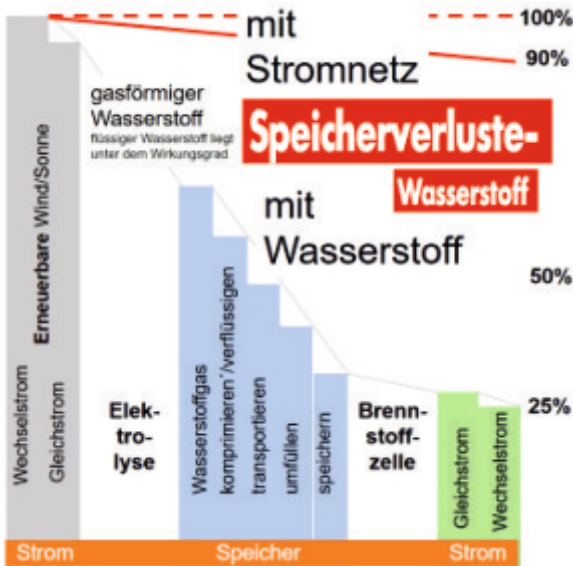 100%
mit
Stromnetz
90%
gasförmiger
Wasserstoff
flüssiger Wasserstoff liegt
unter dem Wirkungsgrad
Speicherverluste-
Wasserstoff
mit
Wasserstoff
50%
25%
Wechselstrom
Erneuerbare Wind/Sonne
Gleichstrom
Elek-
tro-
lyse
Wasserstoffgas
komprimieren´/verflüssigen
transportieren
umfüllen
speichern
Brenn-
stoff-
zelle
Gleichstrom
Wechselstrom
Strom
Speicher
Strom